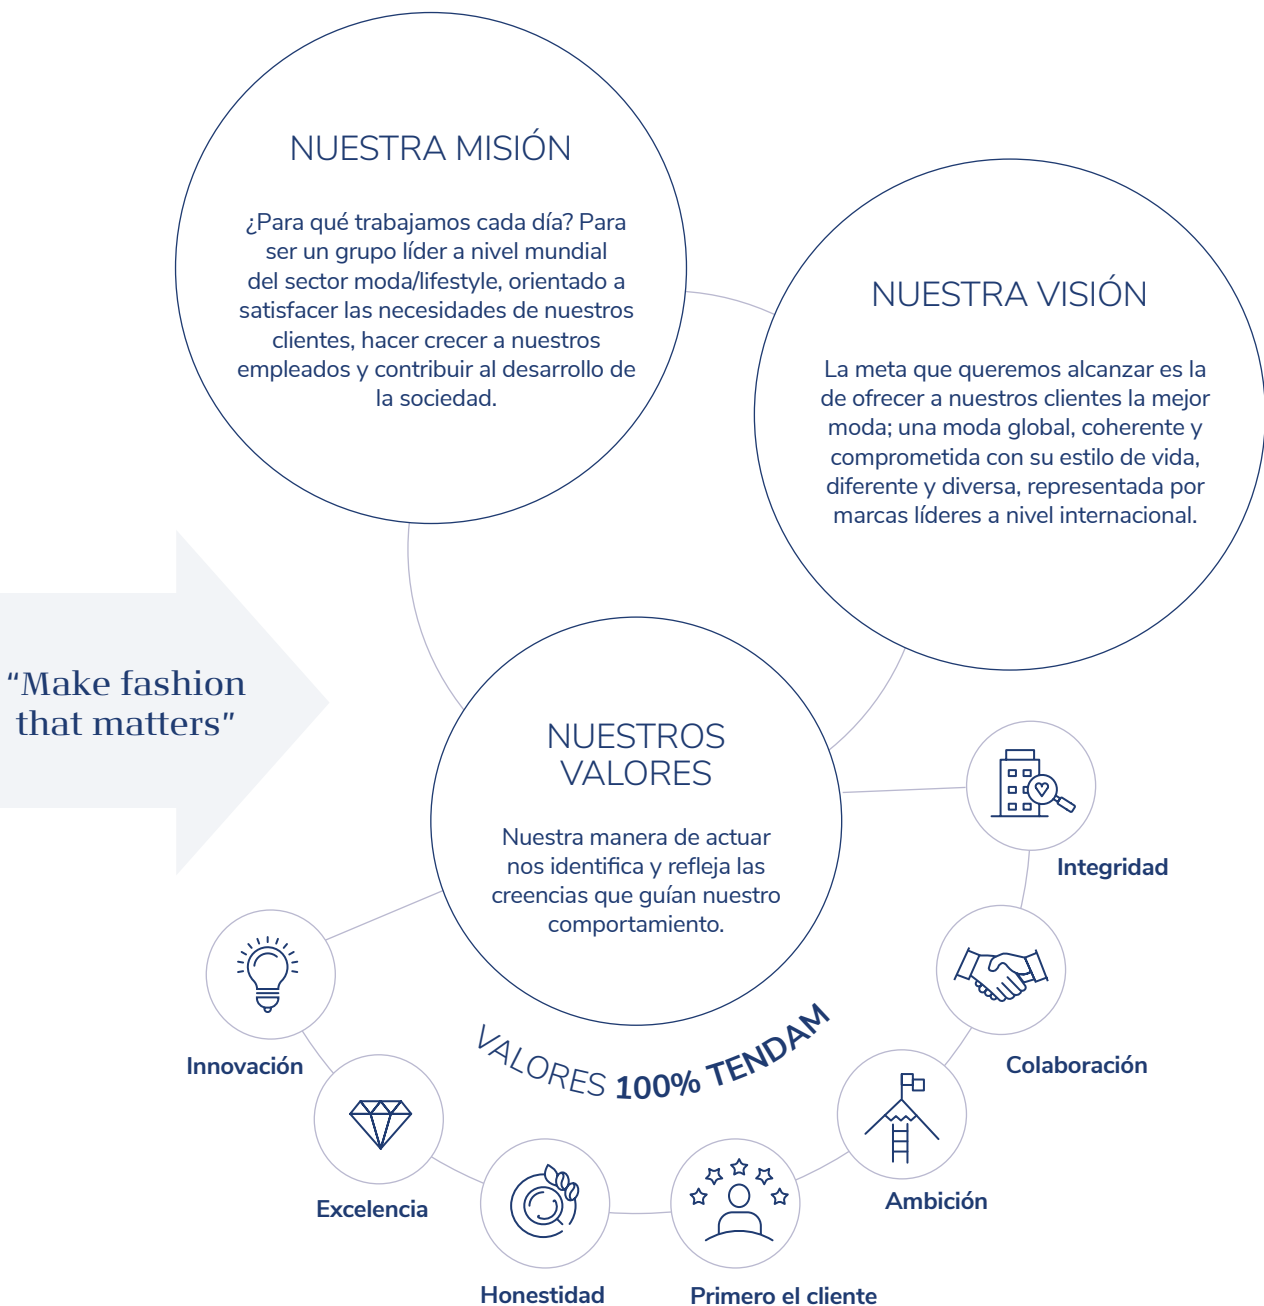 NUESTRA MISIÓN
¿Para qué trabajamos cada día? Para
ser un grupo líder a nivel mundial
del sector moda/lifestyle, orientado a
satisfacer las necesidades de nuestros
clientes, hacer crecer a nuestros
empleados y contribuir al desarrollo de
la sociedad.
NUESTRA VISIÓN
La meta que queremos alcanzar es la
de ofrecer a nuestros clientes la mejor
moda; una moda global, coherente y
comprometida con su estilo de vida,
diferente y diversa, representada por
marcas líderes a nivel internacional.
“Make fashion
that matters”
NUESTROS
VALORES
Nuestra manera de actuar
nos identifica y refleja las
creencias que guían nuestro
comportamiento.
VALORES 100% TENDAM
Innovación
Excelencia
Honestidad
Primero el cliente
Ambición
Colaboración
Integridad